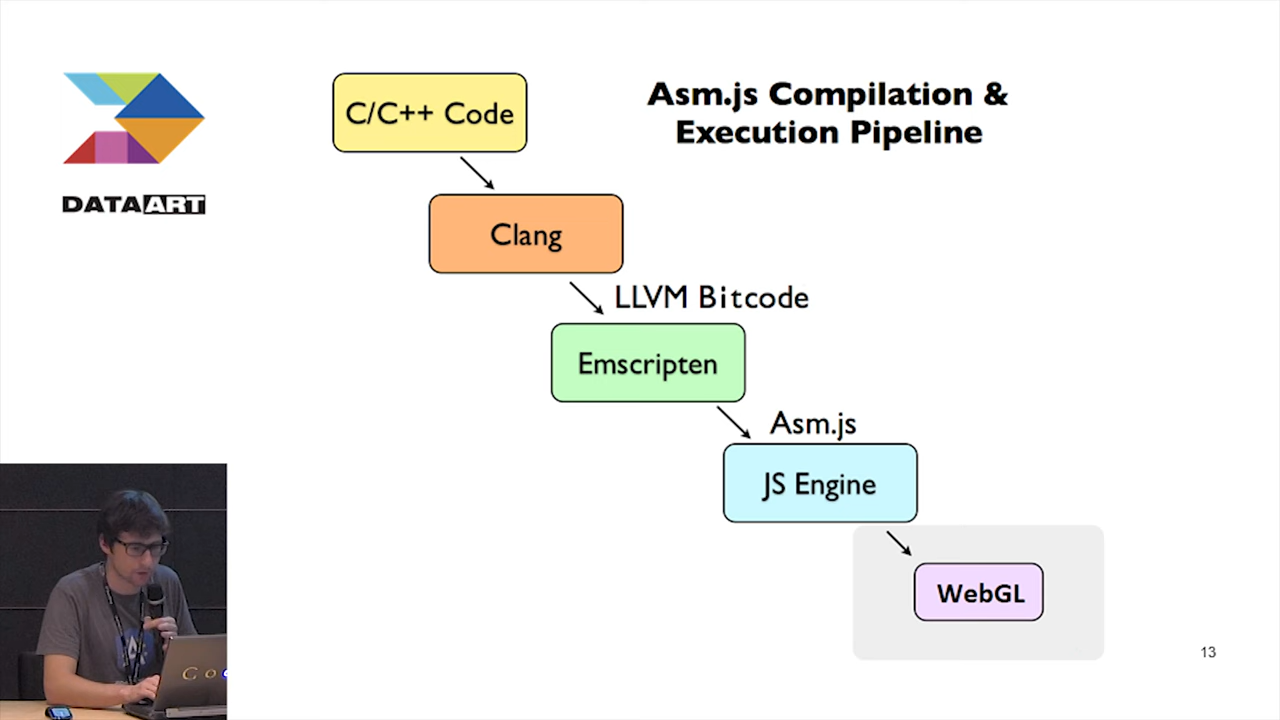 DATAART
C/C++ Code
Asm.js Compilation &
Execution Pipeline
Clang
LLVM Bitcode
Emscripten
Asm.js
JS Engine
WebGL
13